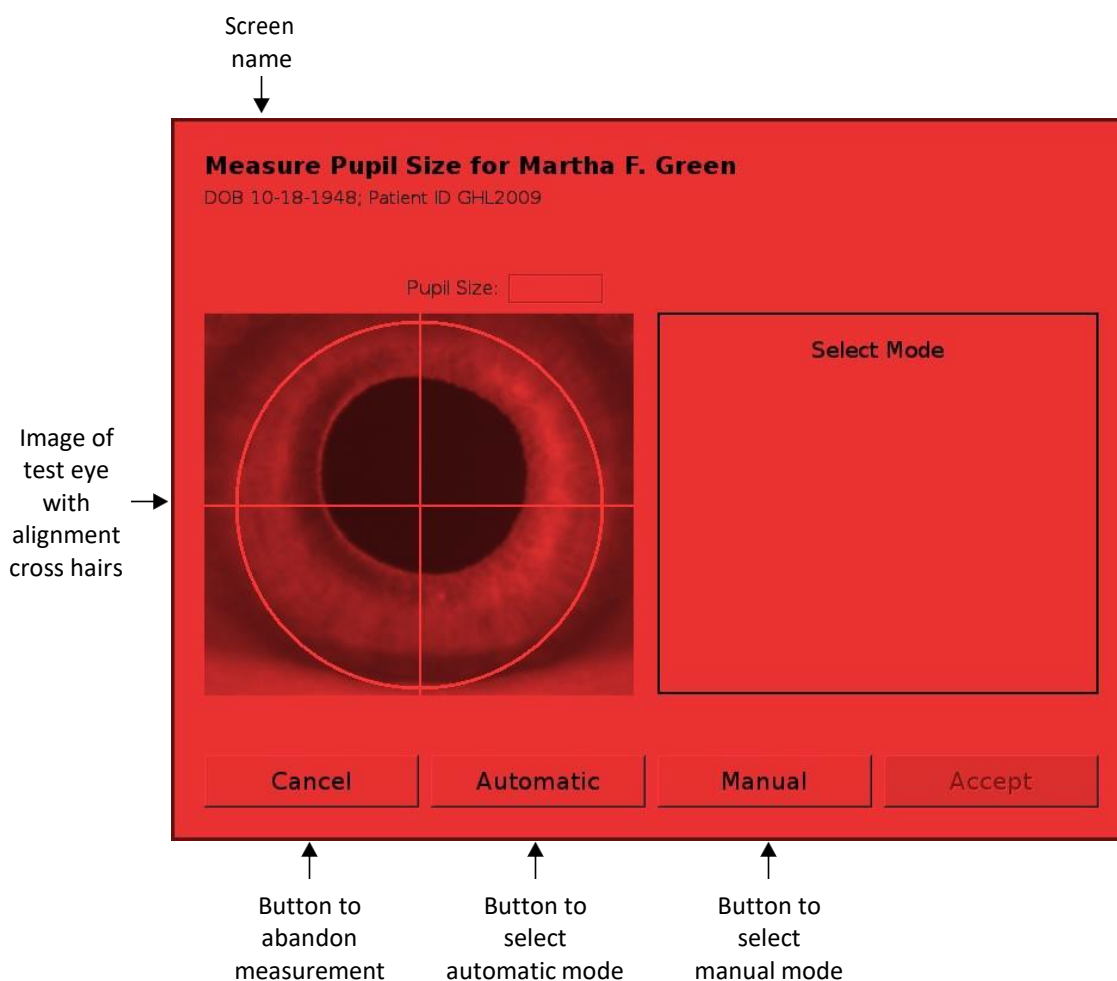 Screen
name
Measure Pupil Size for Martha F. Green
DOB 10-18-1948; Patient ID GHL2009
Pupil Size:
Select Mode
Image of
test eye
with
alignment
cross hairs
Cancel
Automatic
Manual
Accept
Button to
abandon
measurement
Button to
select
automatic mode
Button to
select
manual mode